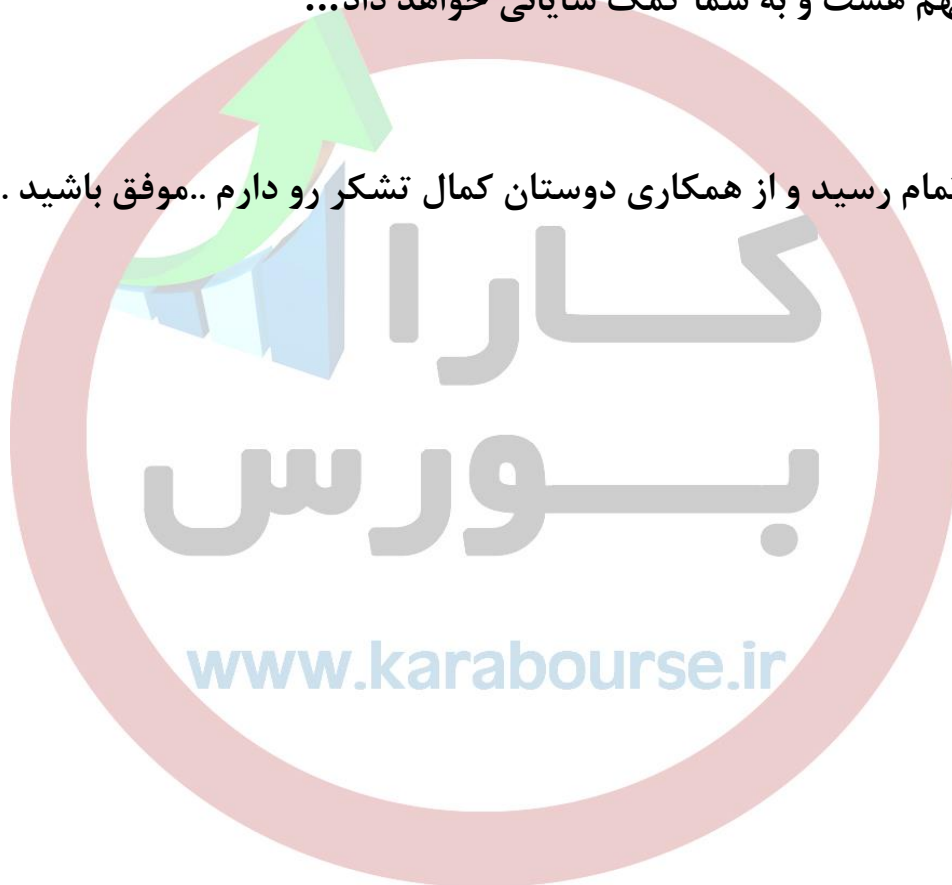 هست و به شما کمک شایانی خواهد داد...
رسید و از همکاری دوستان کمال تشکر رو دارم ..موفق باشید .
کارا
بورس
www.karabourse.ir